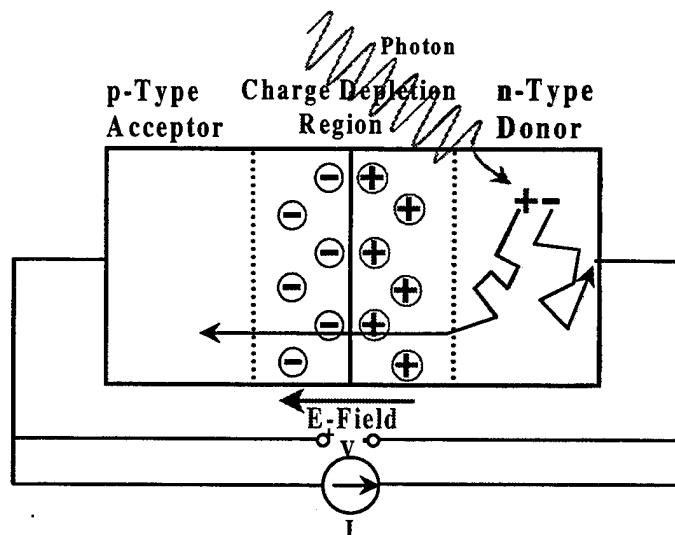 Photon
p-Type Charge Depletion n-Type
Acceptor Region Donor
− + − + − + − + − + − + −
+ −
E-Field
+ −
V
I